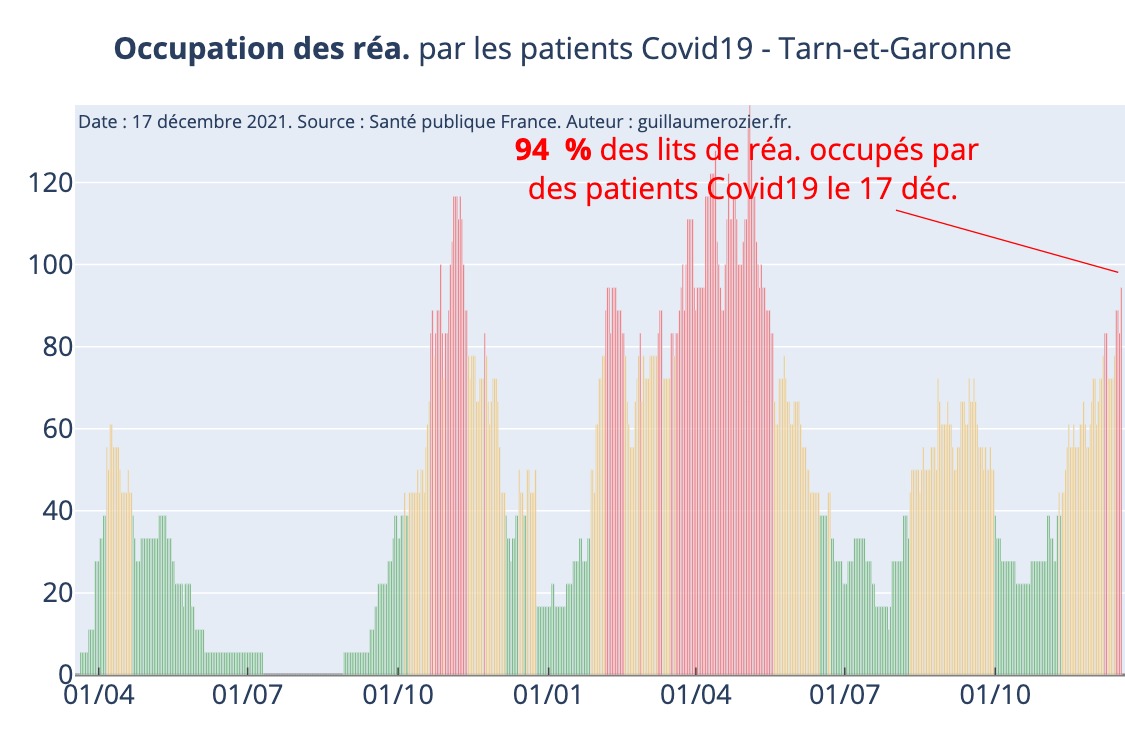 Occupation des réa. par les patients Covid19 - Tarn-et-Garonne
Date : 17 décembre 2021. Source : Santé publique France. Auteur : guillaumerozier.fr.
94 % des lits de réa. occupés par
des patients Covid19 le 17 déc.
120
100
80
60
40
20
0
01/04 01/07 01/10 01/01 01/04 01/07 01/10